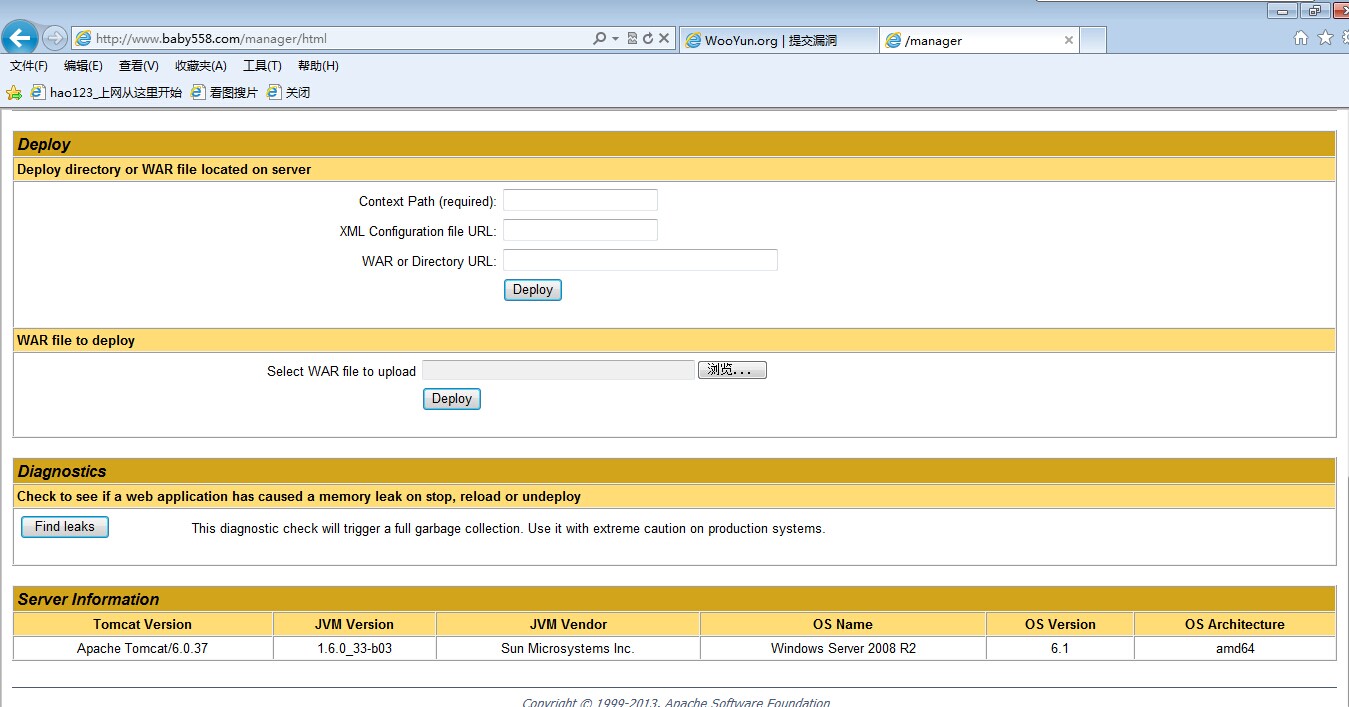 http://www.baby558.com/manager/html
WooYun.org | 提交漏洞
/manager
文件(F) 编辑(E) 查看(V) 收藏夹(A) 工具(T) 帮助(H)
hao123_上网从这里开始 看图搜片 关闭
Deploy
Deploy directory or WAR file located on server
Context Path (required):
XML Configuration file URL:
WAR or Directory URL:
Deploy
WAR file to deploy
Select WAR file to upload 浏览...
Deploy
Diagnostics
Check to see if a web application has caused a memory leak on stop, reload or undeploy
Find leaks This diagnostic check will trigger a full garbage collection. Use it with extreme caution on production systems.
Server Information
Tomcat Version JVM Version JVM Vendor OS Name OS Version OS Architecture
Apache Tomcat/6.0.37 1.6.0_33-b03 Sun Microsystems Inc. Windows Server 2008 R2 6.1 amd64
Copyright © 1999-2013, Apache Software Foundation